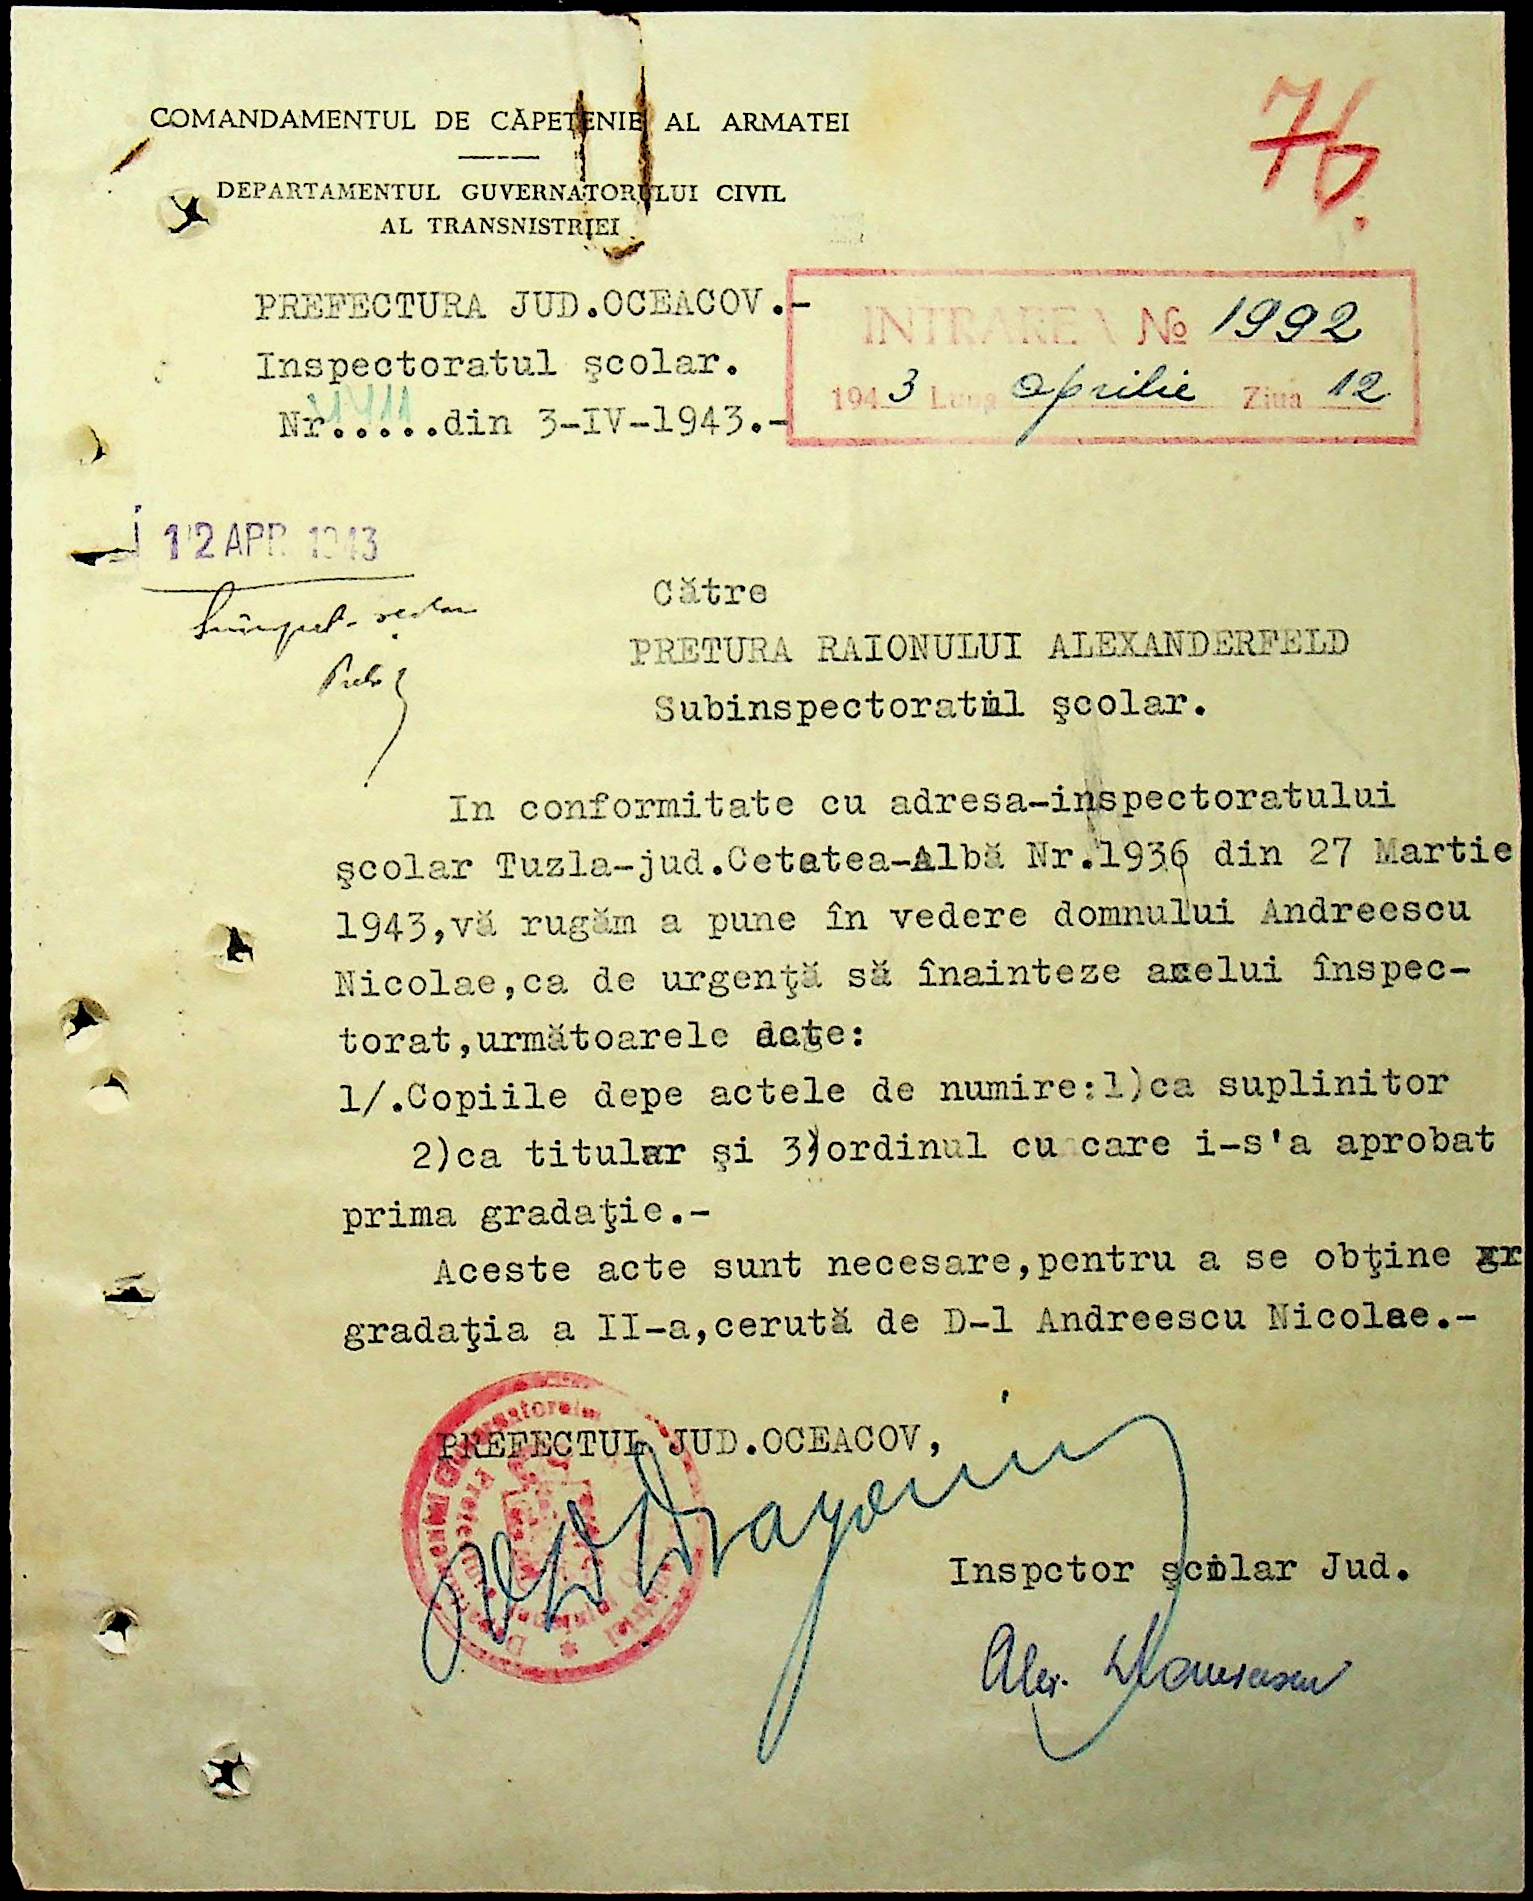 COMANDAMENTUL DE CĂPETENIE AL ARMATEI
DEPARTAMENTUL GUVERNATORULUI CIVIL
AL TRANSNISTRIEI
76.
PREFECTURA JUD.OCEACOV.-
Inspectoratul şcolar.
Nr.....din 3-IV-1943.-
INTRAREA № 1992
1943 Luna Aprilie Ziua 12
12 APR 1943
Către
PRETURA RAIONULUI ALEXANDERFELD
Subinspectoratul şcolar.
In conformitate cu adresa-inspectoratului
şcolar Tuzla-jud.Cetatea-Albă Nr.1936 din 27 Martie
1943,vă rugăm a pune în vedere domnului Andreescu
Nicolae,ca de urgenţă să înainteze acelui înspec-
torat,următoarele acte:
1/.Copiile depe actele de numire:1)ca suplinitor
2)ca titular şi 3)ordinul cu care i-s'a aprobat
prima gradaţie.-
Aceste acte sunt necesare,pentru a se obţine gr
gradaţia a II-a,cerută de D-l Andreescu Nicolae.-
PREFECTUL JUD.OCEACOV,
Inspctor şcolar Jud.
Alex.